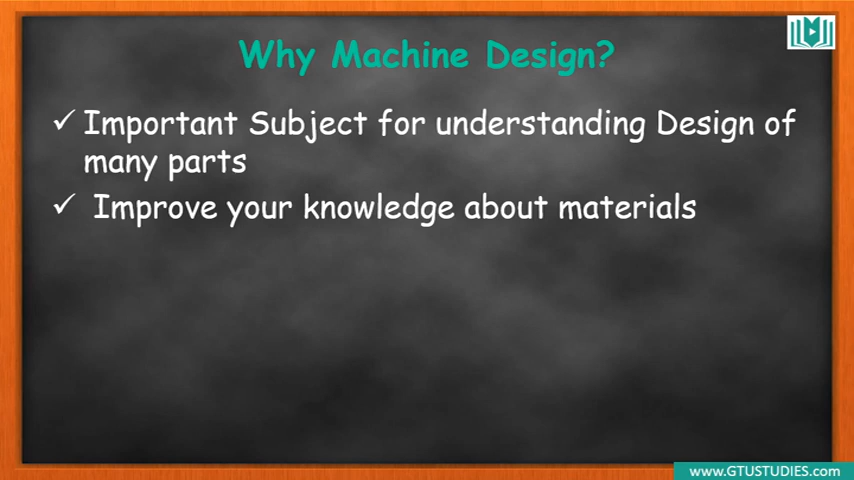 Why Machine Design?
✓ Important Subject for understanding Design of
many parts
✓ Improve your knowledge about materials
www.GTUSTUDIES.com